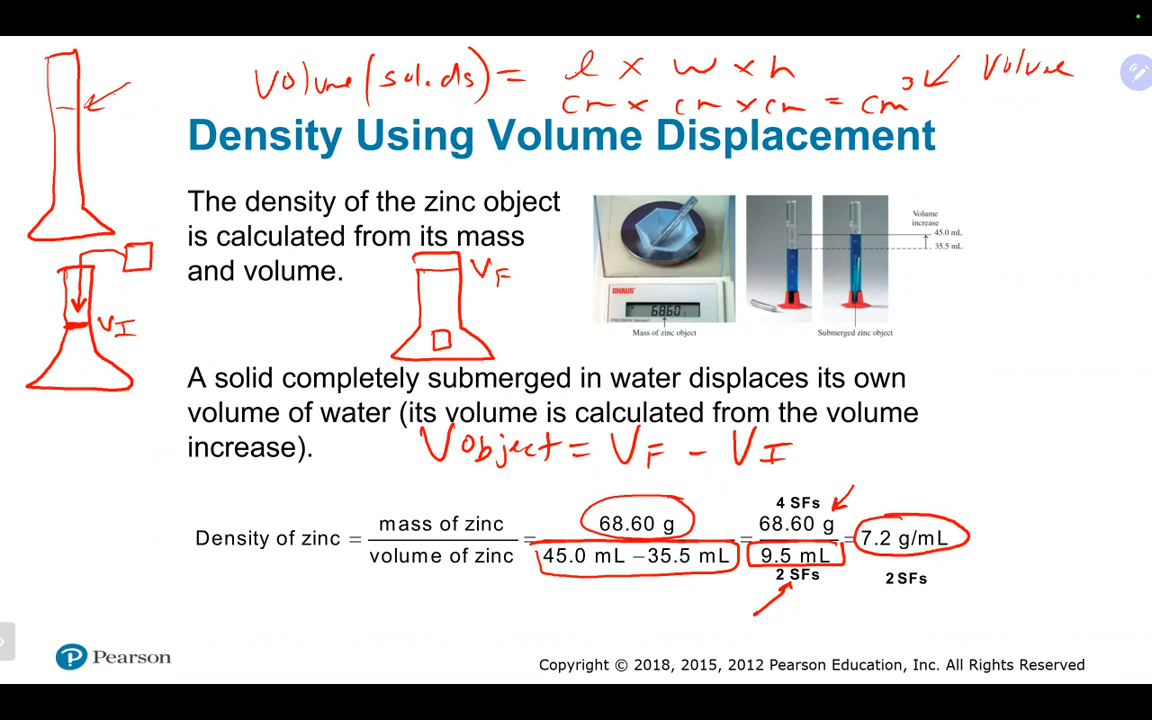 Volume (solids) = l x w x h
cm x cm x cm = cm³ ↙ Volume
Density Using Volume Displacement
The density of the zinc object
is calculated from its mass
and volume.
VI
VF
OHAUS
68.60
Mass of zinc object
Volume
increase
45.0 mL
35.5 mL
Submerged zinc object
A solid completely submerged in water displaces its own
volume of water (its volume is calculated from the volume
increase).
Vobject = VF - VI
4 SFs
Density of zinc = mass of zinc / volume of zinc = 68.60 g / 45.0 mL − 35.5 mL = 68.60 g / 9.5 mL = 7.2 g/mL
2 SFs 2 SFs
P Pearson
Copyright © 2018, 2015, 2012 Pearson Education, Inc. All Rights Reserved